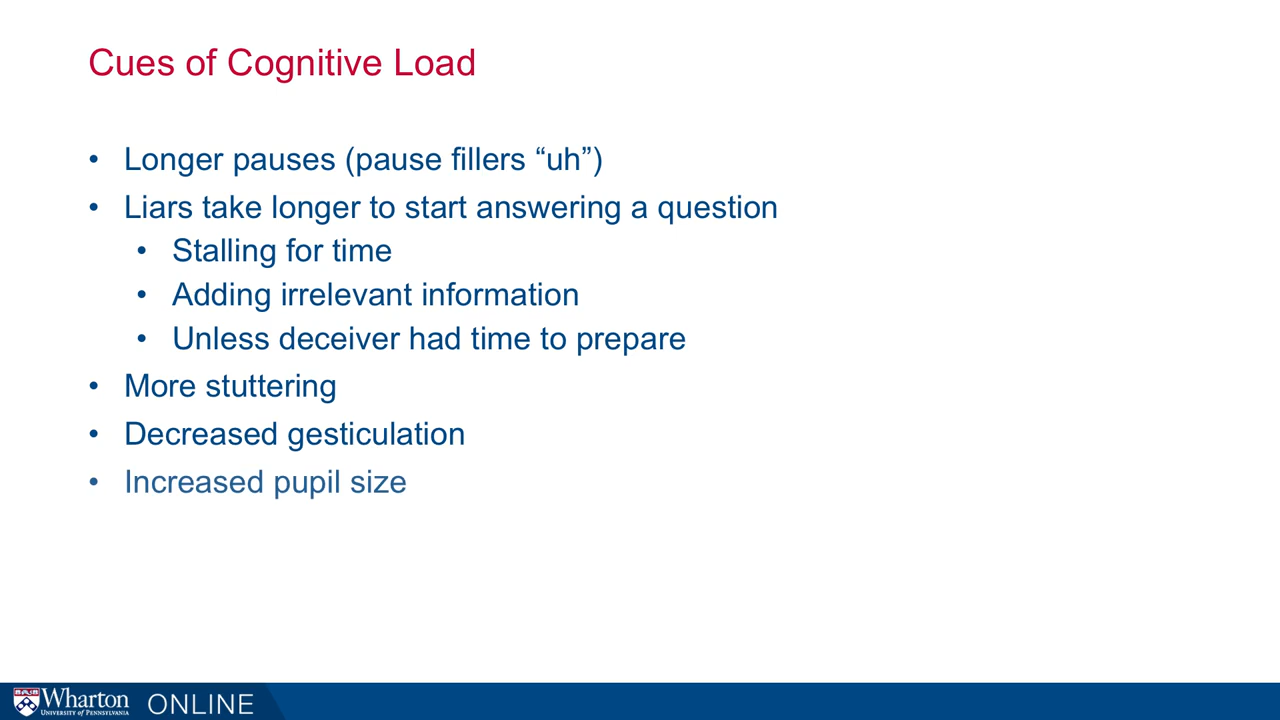 Cues of Cognitive Load
• Longer pauses (pause fillers “uh”)
• Liars take longer to start answering a question
• Stalling for time
• Adding irrelevant information
• Unless deceiver had time to prepare
• More stuttering
• Decreased gesticulation
• Increased pupil size
Wharton ONLINE
UNIVERSITY OF PENNSYLVANIA